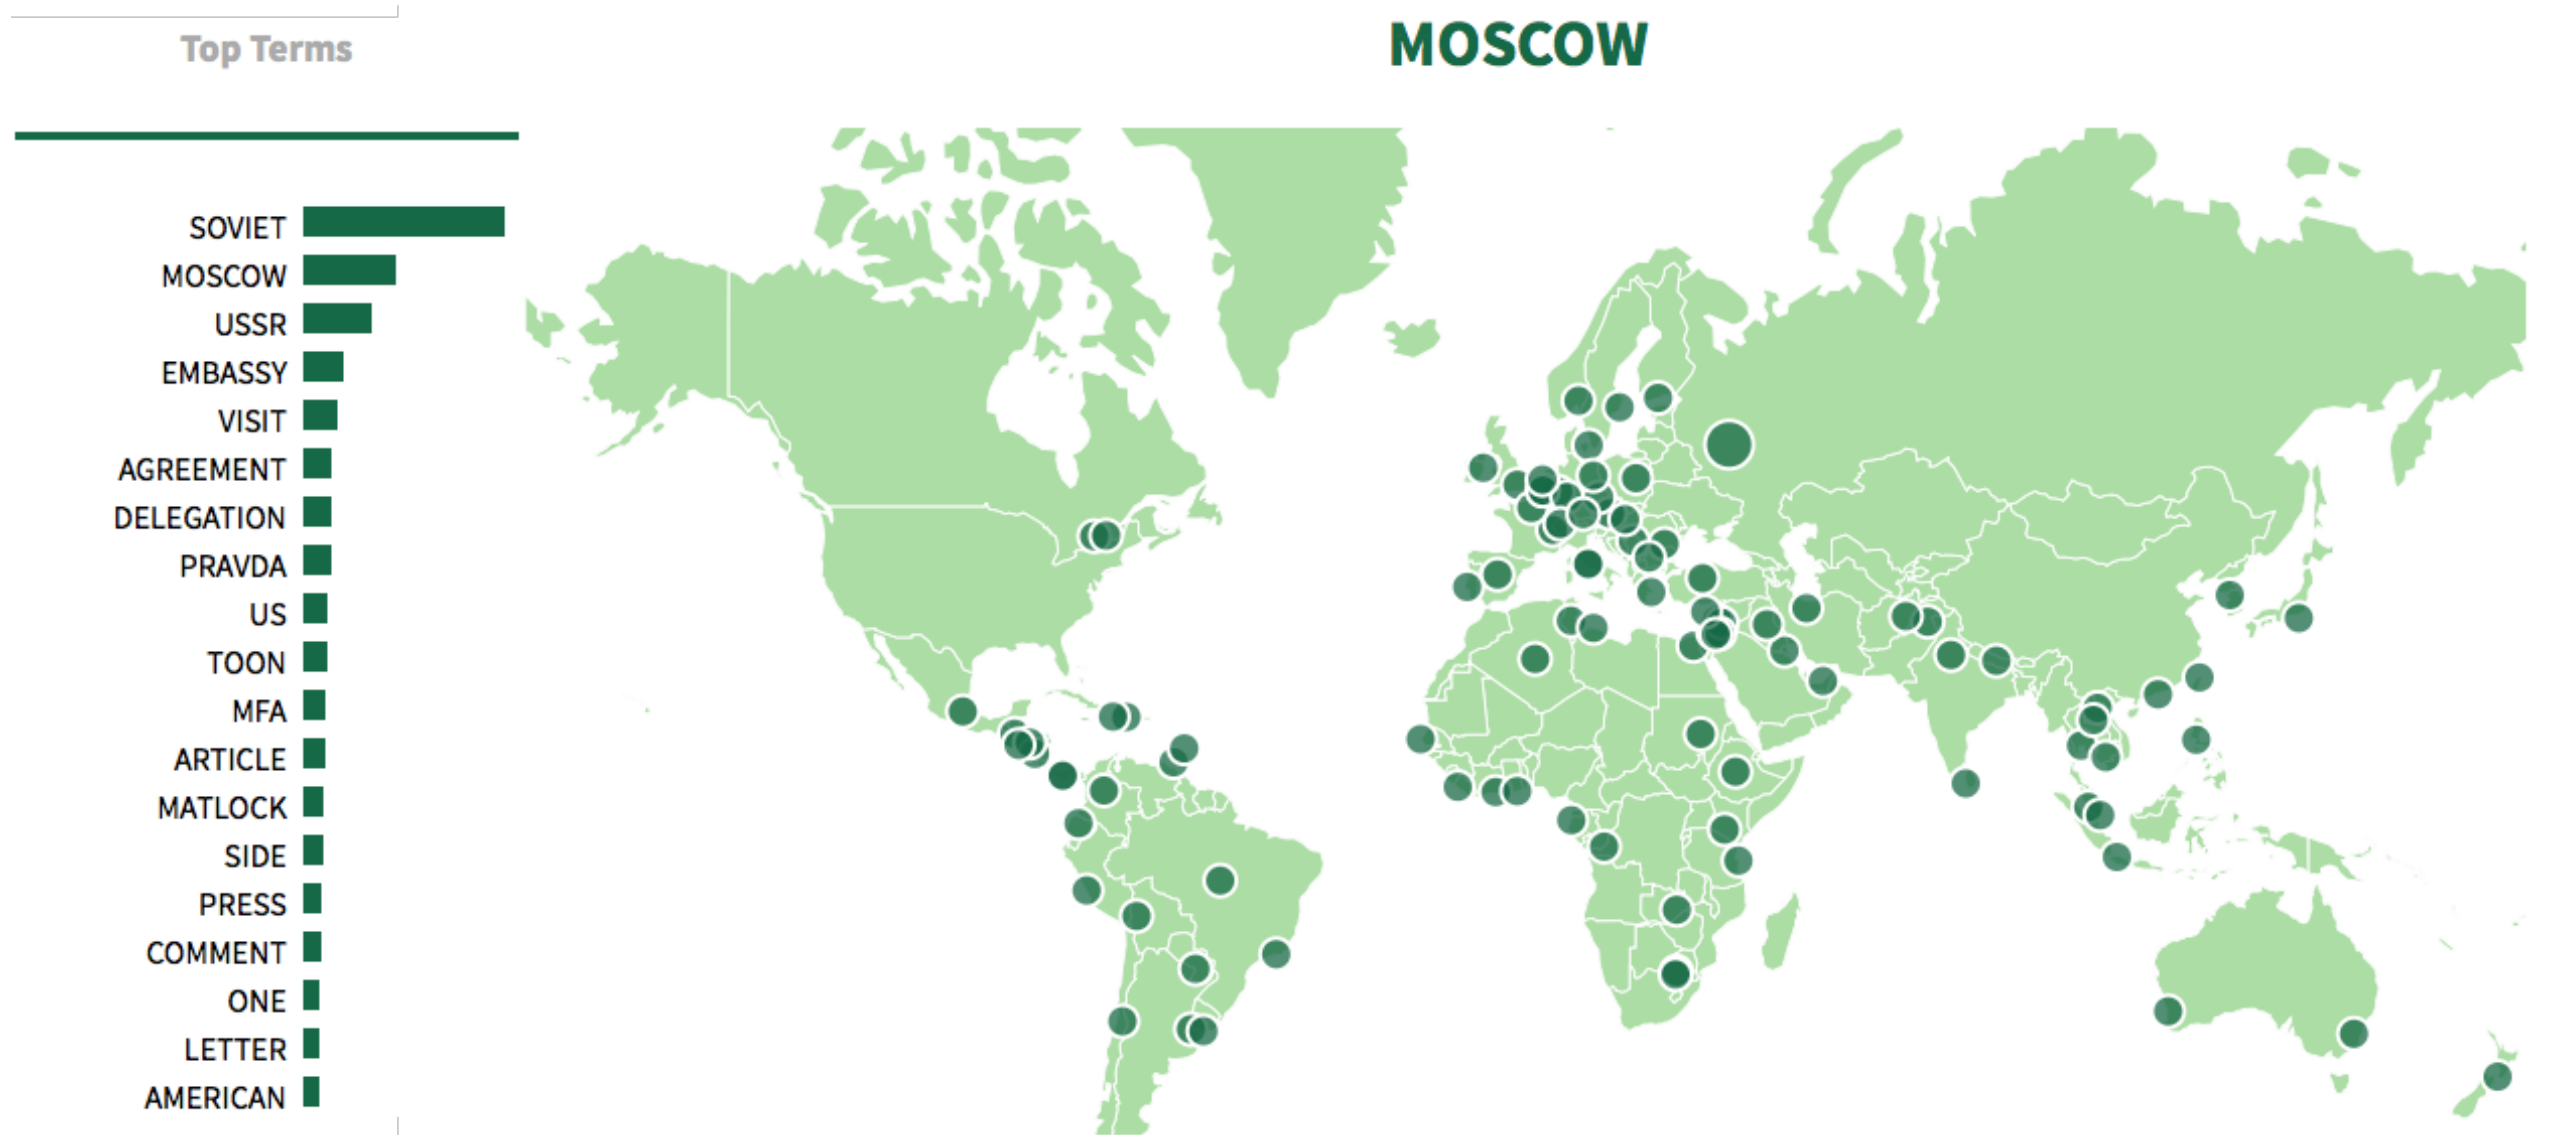 Top Terms
MOSCOW
SOVIET
MOSCOW
USSR
EMBASSY
VISIT
AGREEMENT
DELEGATION
PRAVDA
US
TOON
MFA
ARTICLE
MATLOCK
SIDE
PRESS
COMMENT
ONE
LETTER
AMERICAN